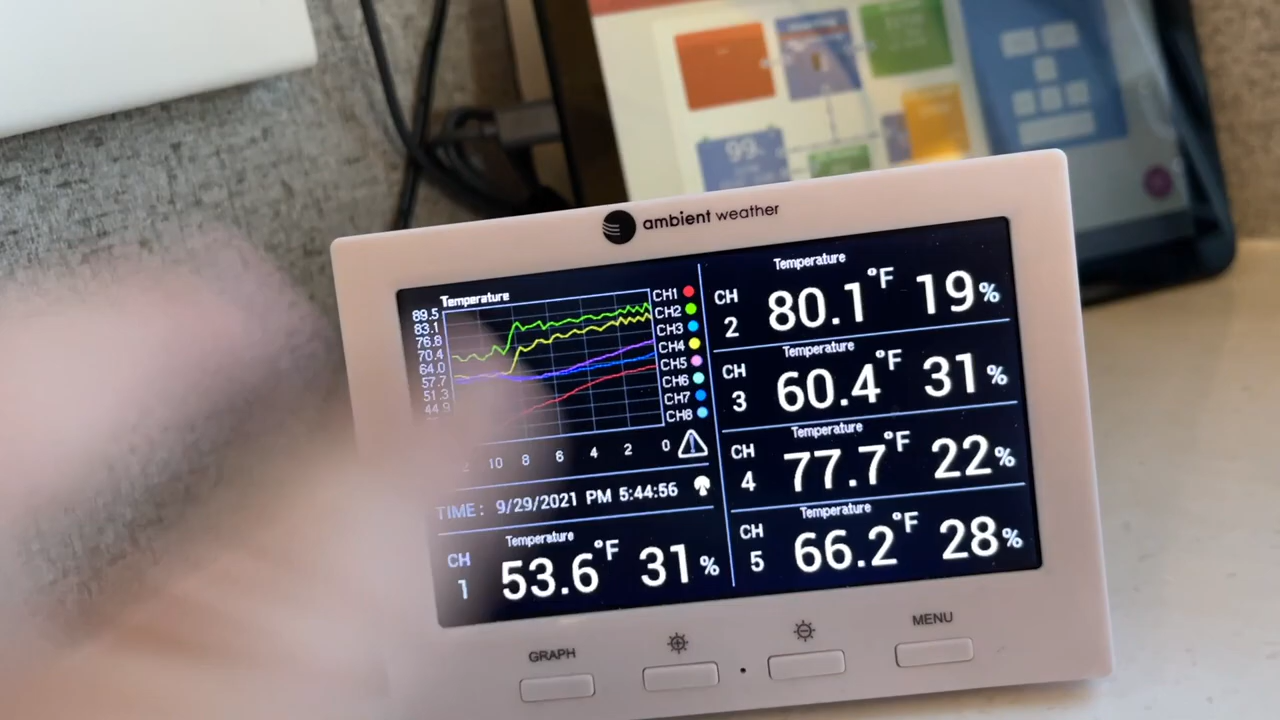 99%
ambient weather
Temperature
89.5
83.1
76.8
70.4
64.0
57.7
51.3
44.9
CH1
CH2
CH3
CH4
CH5
CH6
CH7
CH8
10 8 6 4 2 0
TIME: 9/29/2021 PM 5:44:56
Temperature
CH 1 53.6°F 31%
Temperature
CH 2 80.1°F 19%
Temperature
CH 3 60.4°F 31%
Temperature
CH 4 77.7°F 22%
Temperature
CH 5 66.2°F 28%
GRAPH
MENU